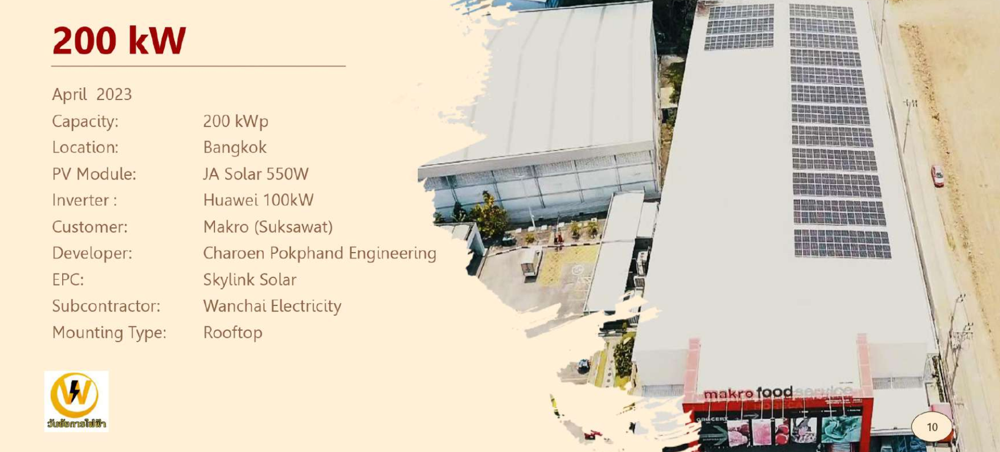 200 kW
April 2023
Capacity: 200 kWp
Location: Bangkok
PV Module: JA Solar 550W
Inverter : Huawei 100kW
Customer: Makro (Suksawat)
Developer: Charoen Pokphand Engineering
EPC: Skylink Solar
Subcontractor: Wanchai Electricity
Mounting Type: Rooftop
W
วันชัยการไฟฟ้า
makro foodservice
HORECA
GROCERY
10